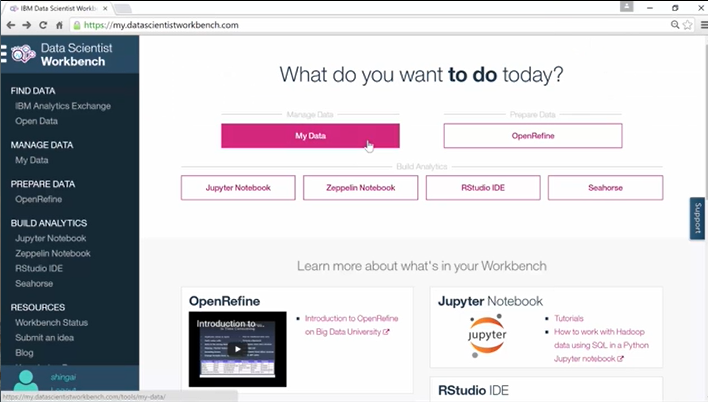 IBM Data Scientist Workb
https://my.datascientistworkbench.com
Data Scientist
Workbench
FIND DATA
IBM Analytics Exchange
Open Data
MANAGE DATA
My Data
PREPARE DATA
OpenRefine
BUILD ANALYTICS
Jupyter Notebook
Zeppelin Notebook
RStudio IDE
Seahorse
RESOURCES
Workbench Status
Submit an idea
Blog
shingai
Logout
https://my.datascientistworkbench.com/tools/my-data/
What do you want to do today?
Manage Data
Prepare Data
My Data
OpenRefine
Build Analytics
Jupyter Notebook
Zeppelin Notebook
RStudio IDE
Seahorse
Support
Learn more about what's in your Workbench
OpenRefine
Introduction to ...
Introduction to OpenRefine
on Big Data University
Jupyter Notebook
jupyter
Tutorials
How to work with Hadoop
data using SQL in a Python
Jupyter notebook
RStudio IDE